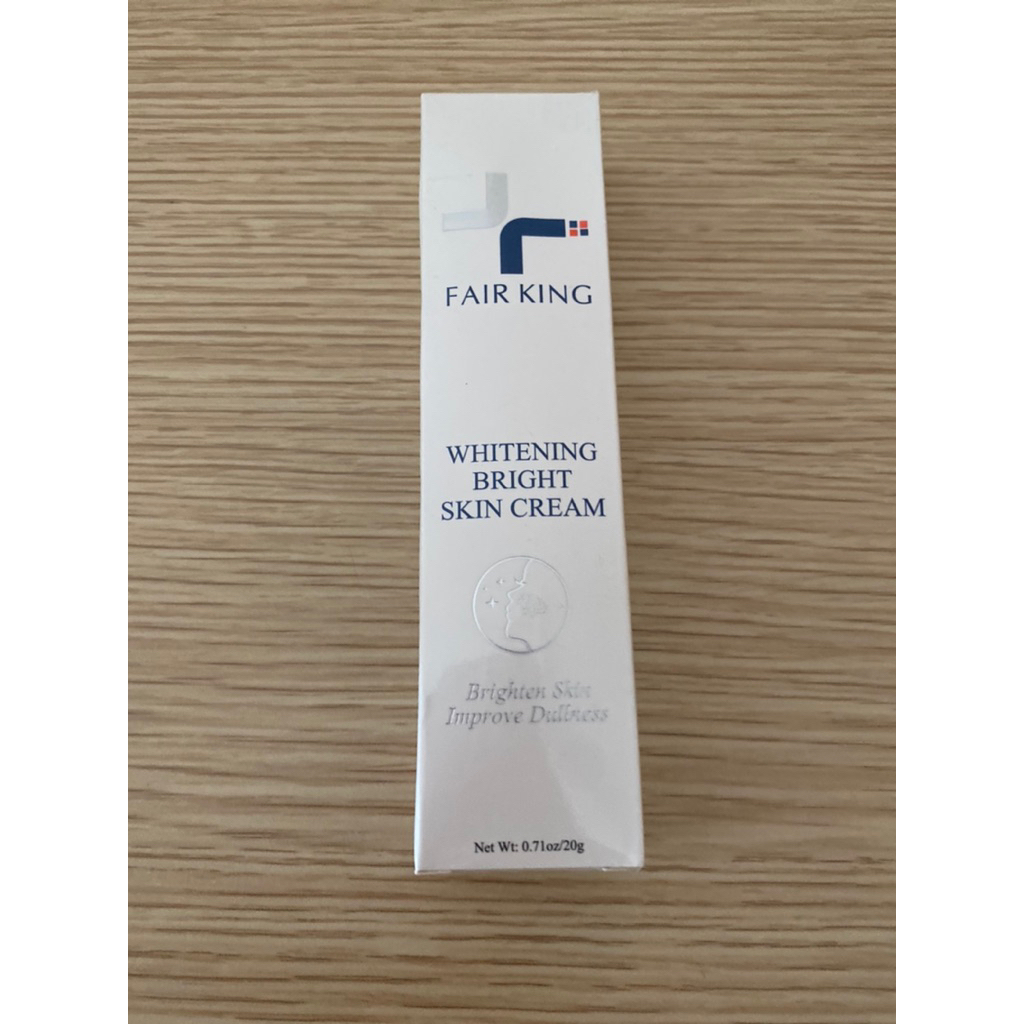 FAIR KING
WHITENING
BRIGHT
SKIN CREAM
Brighten Skin
Improve Dullness
Net Wt: 0.71oz/20g